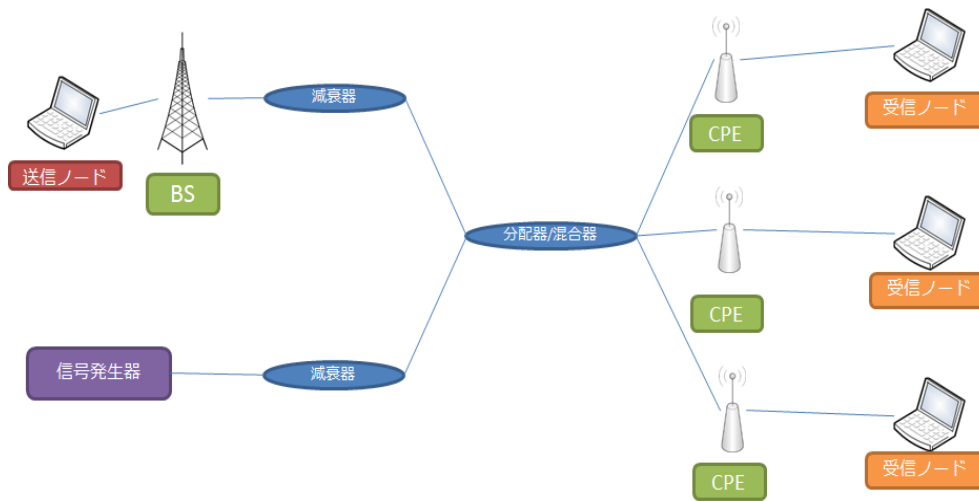 送信ノード
BS
減衰器
信号発生器
減衰器
分配器/混合器
CPE
受信ノード
CPE
受信ノード
CPE
受信ノード